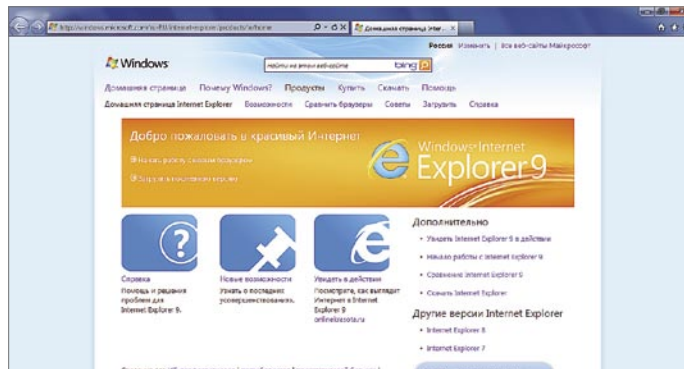 Домашняя страница Inter...
Россия Изменить | Все веб-сайты Майкрософт
Windows
bing
Домашняя страница Почему Windows? Продукты Купить Скачать Помощь
Домашняя страница Internet Explorer Возможности Сравнить браузеры Советы Загрузить Справка
Добро пожаловать в красивый Интернет
Windows Internet
Explorer 9
Справка
Помощь и решения
проблем для
Internet Explorer 9.
Новые возможности
Узнать о последних
усовершенствованиях.
Увидеть в действии
Посмотрите, как выглядит
Интернет в Internet
Explorer 9
onlinekrasota.ru
Дополнительно
Увидеть Internet Explorer 9 в действии
Начало работы с Internet Explorer 9
Сравнение Internet Explorer 9
Скачать Internet Explorer
Другие версии Internet Explorer
Internet Explorer 8
Internet Explorer 7